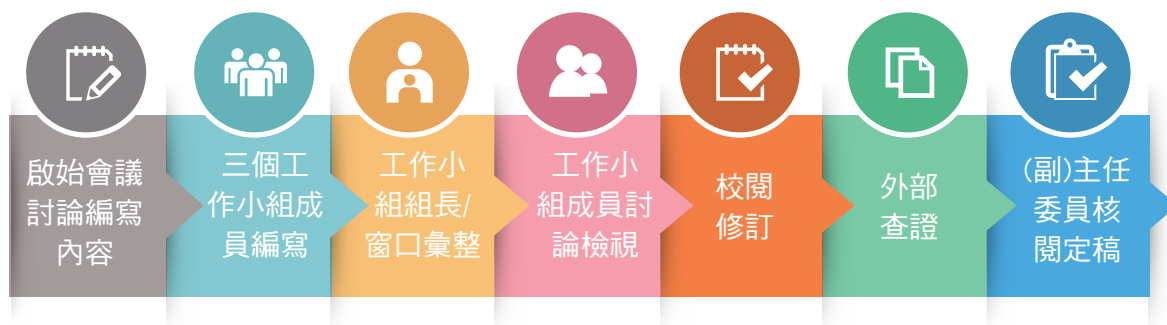 啟始會議
討論編寫
內容
三個工
作小組成
員編寫
工作小
組組長/
窗口彙整
工作小
組成員討
論檢視
校閱
修訂
外部
查證
(副)主任
委員核
閱定稿